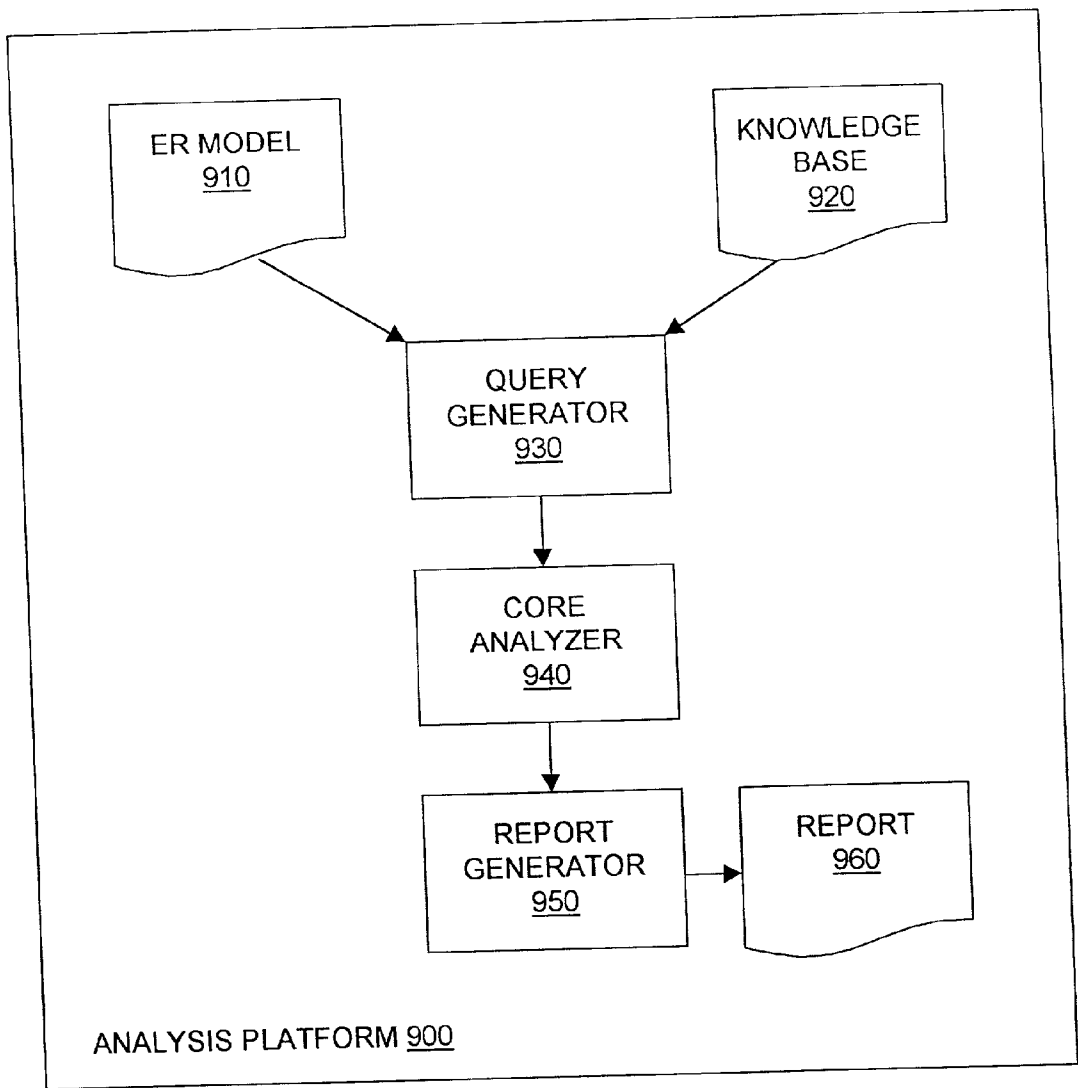 ER MODEL
910
KNOWLEDGE
BASE
920
QUERY
GENERATOR
930
CORE
ANALYZER
940
REPORT
GENERATOR
950
REPORT
960
ANALYSIS PLATFORM 900